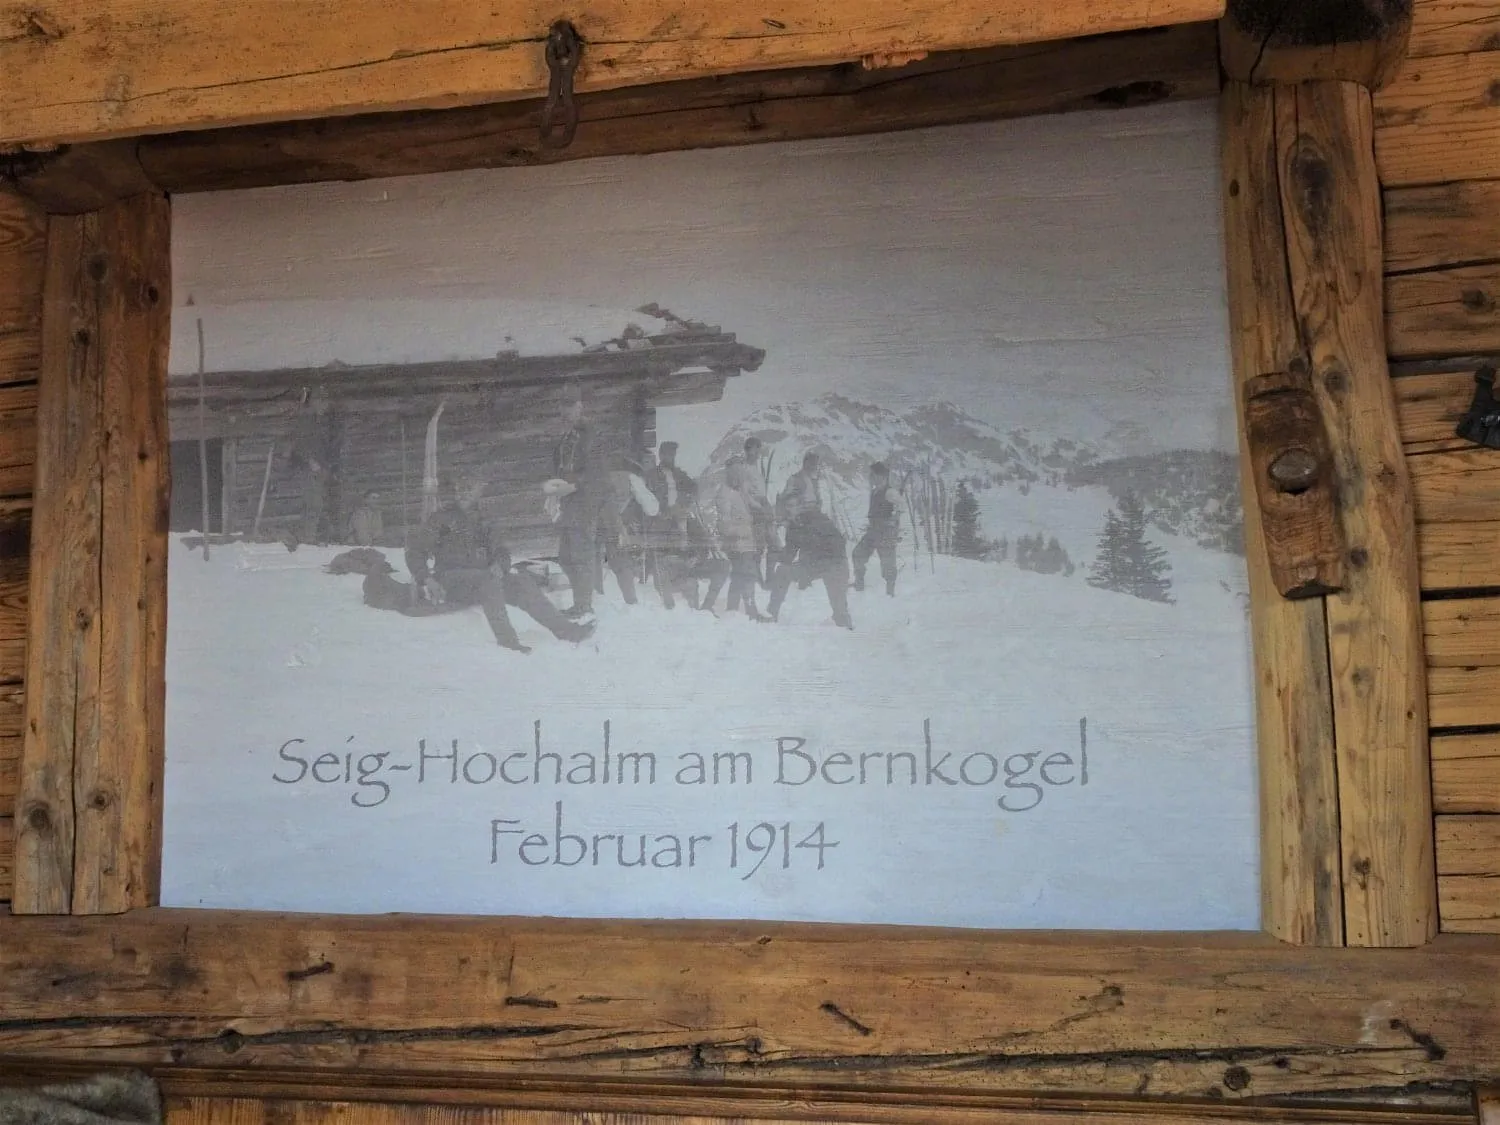 Seig-Hochalm am Bernkogel
Februar 1914